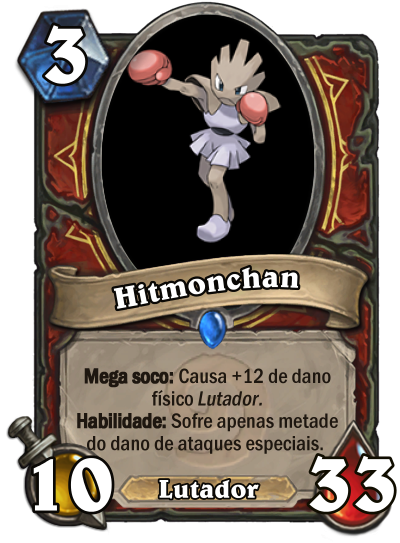 3
Hitmonchan
Mega soco: Causa +12 de dano
físico Lutador.
Habilidade: Sofre apenas metade
do dano de ataques especiais.
10
Lutador
33